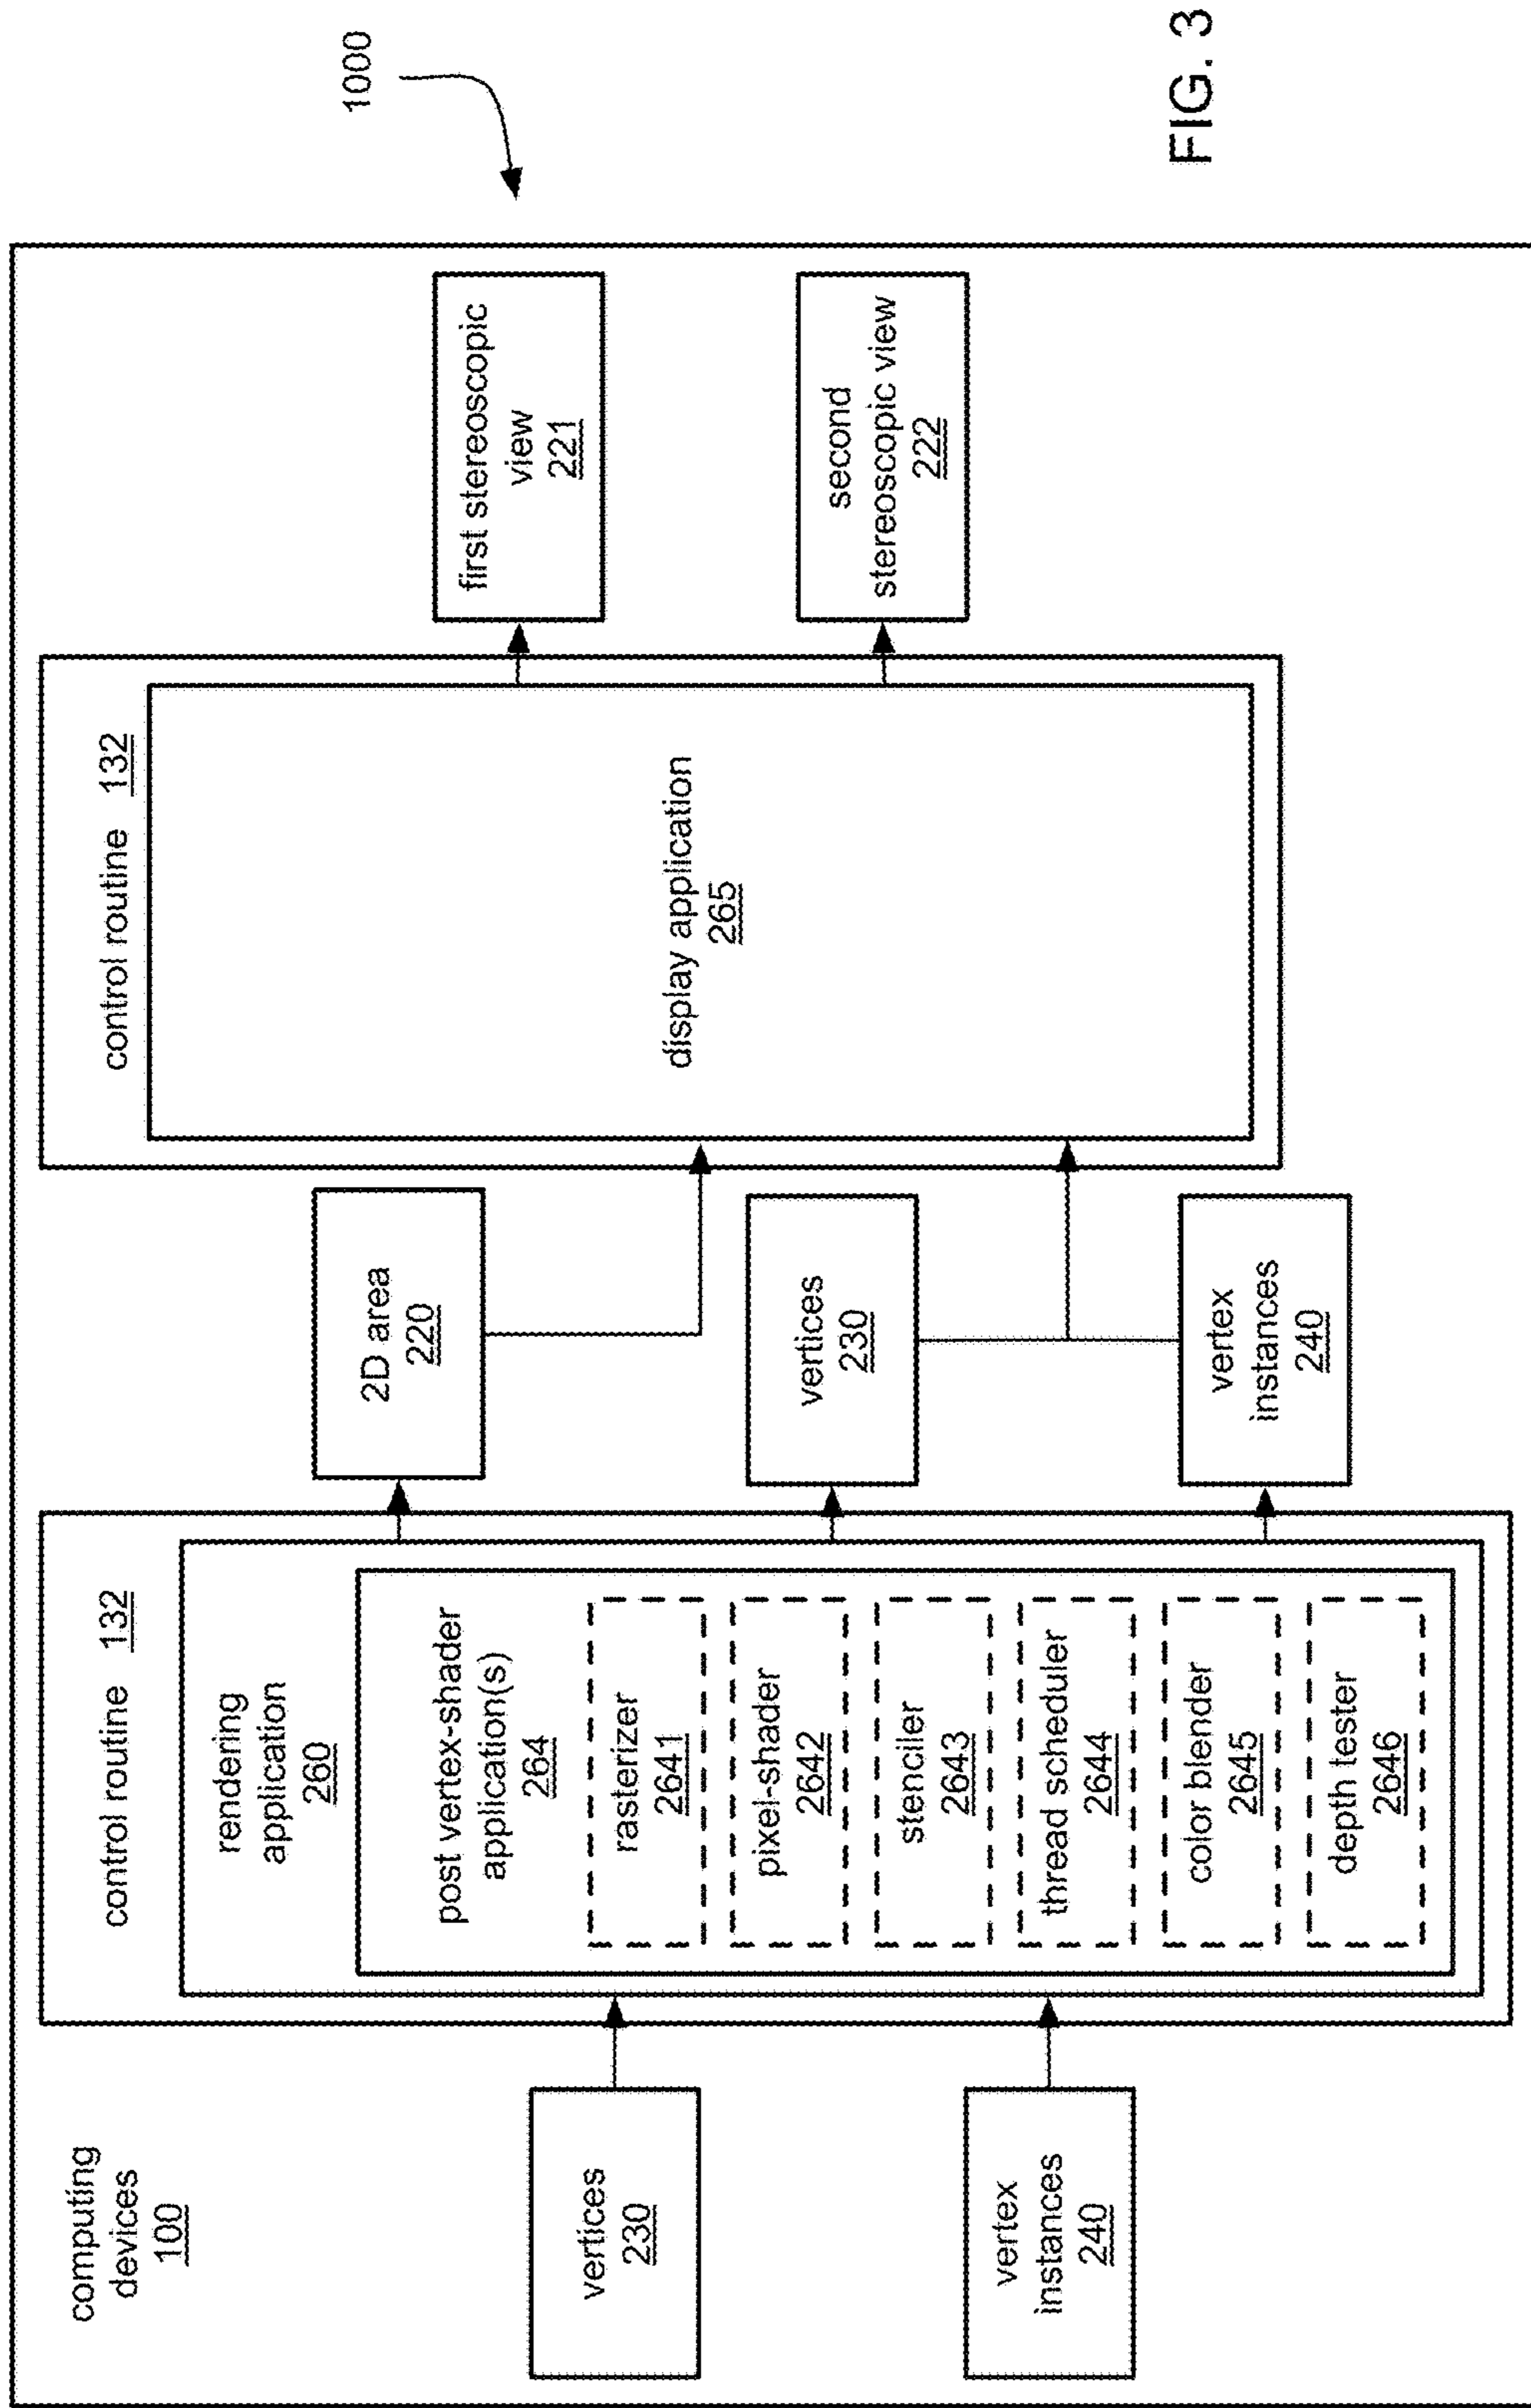 1000
computing
devices
100
vertices
230
vertex
instances
240
control routine 132
rendering
application
260
post vertex-shader
application(s)
264
rasterizer
2641
pixel-shader
2642
stenciler
2643
thread scheduler
2644
color blender
2645
depth tester
2646
2D area
220
vertices
230
vertex
instances
240
control routine 132
display application
265
first stereoscopic
view
221
second
stereoscopic view
222
FIG. 3